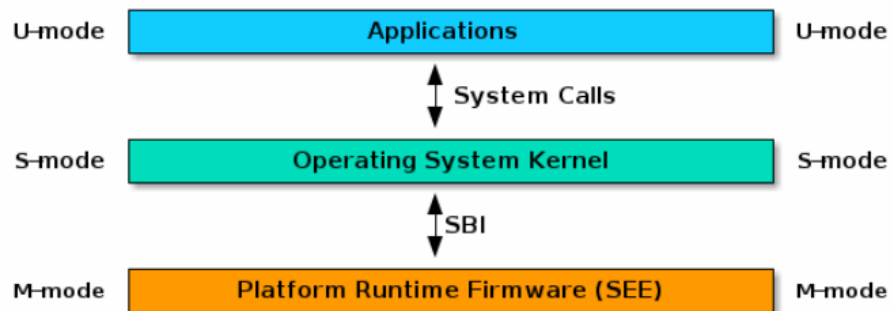 U-mode Applications U-mode
System Calls
S-mode Operating System Kernel S-mode
SBI
M-mode Platform Runtime Firmware (SEE) M-mode